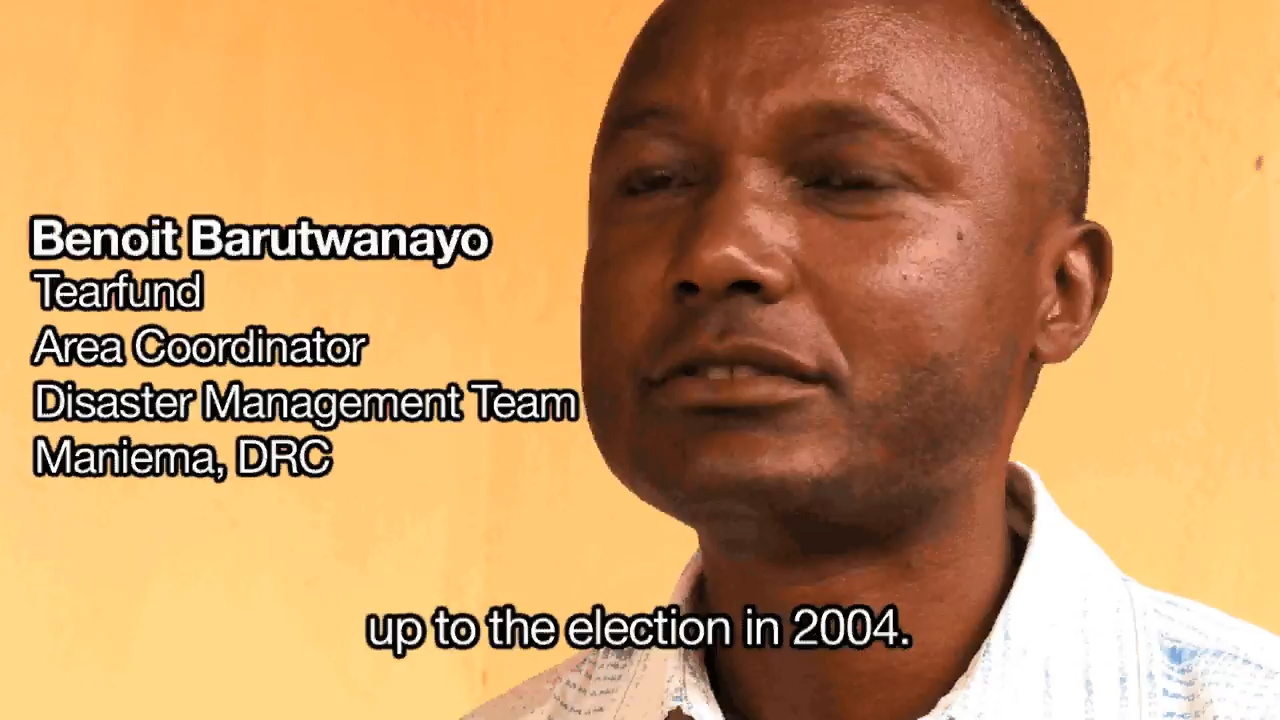 Benoit Barutwanayo
Tearfund
Area Coordinator
Disaster Management Team
Maniema, DRC
up to the election in 2004.